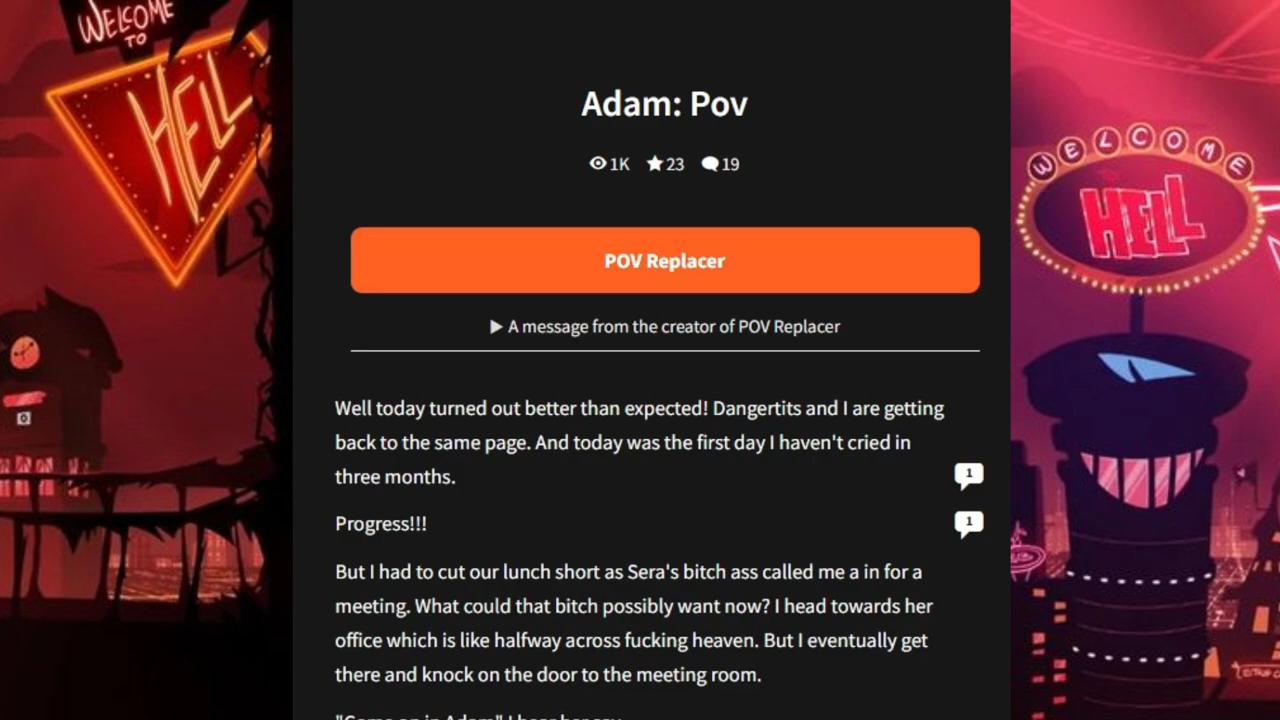 WELCOME
TO
HELL
Adam: Pov
1K 23 19
POV Replacer
▶ A message from the creator of POV Replacer
Well today turned out better than expected! Dangertits and I are getting
back to the same page. And today was the first day I haven't cried in
three months.
1
Progress!!!
1
But I had to cut our lunch short as Sera's bitch ass called me a in for a
meeting. What could that bitch possibly want now? I head towards her
office which is like halfway across fucking heaven. But I eventually get
there and knock on the door to the meeting room.
WELCOME
HELL